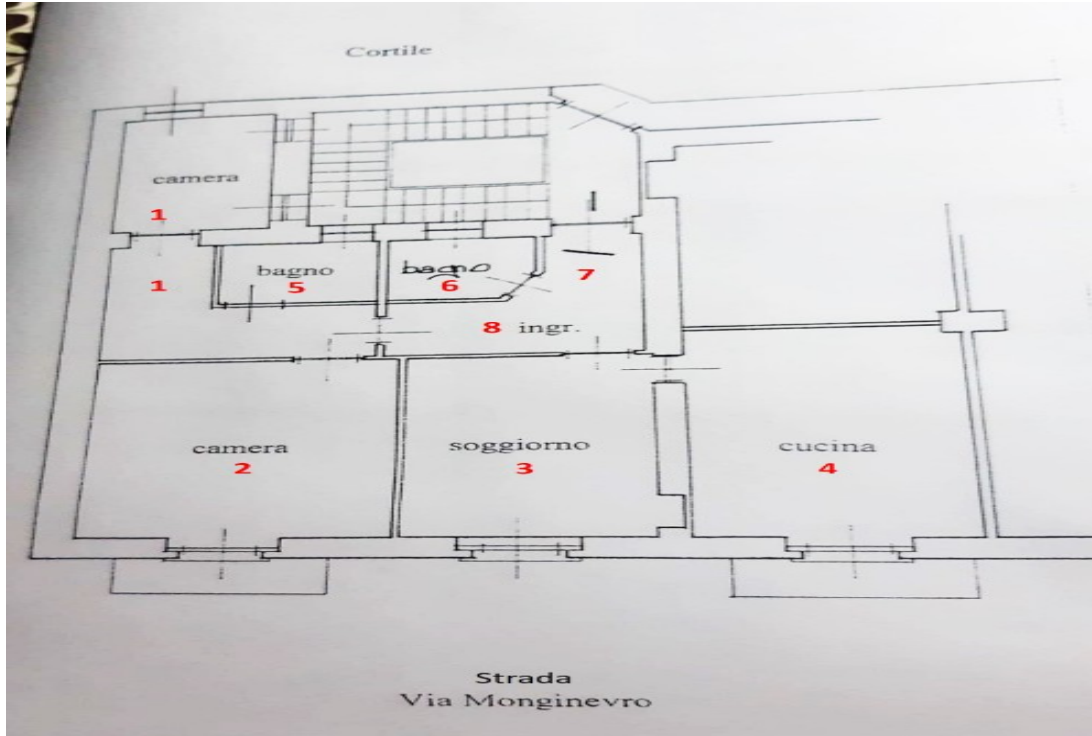 Cortile
camera
1
1
bagno
5
bagno
6
7
8 ingr.
camera
2
soggiorno
3
cucina
4
Strada
Via Monginevro